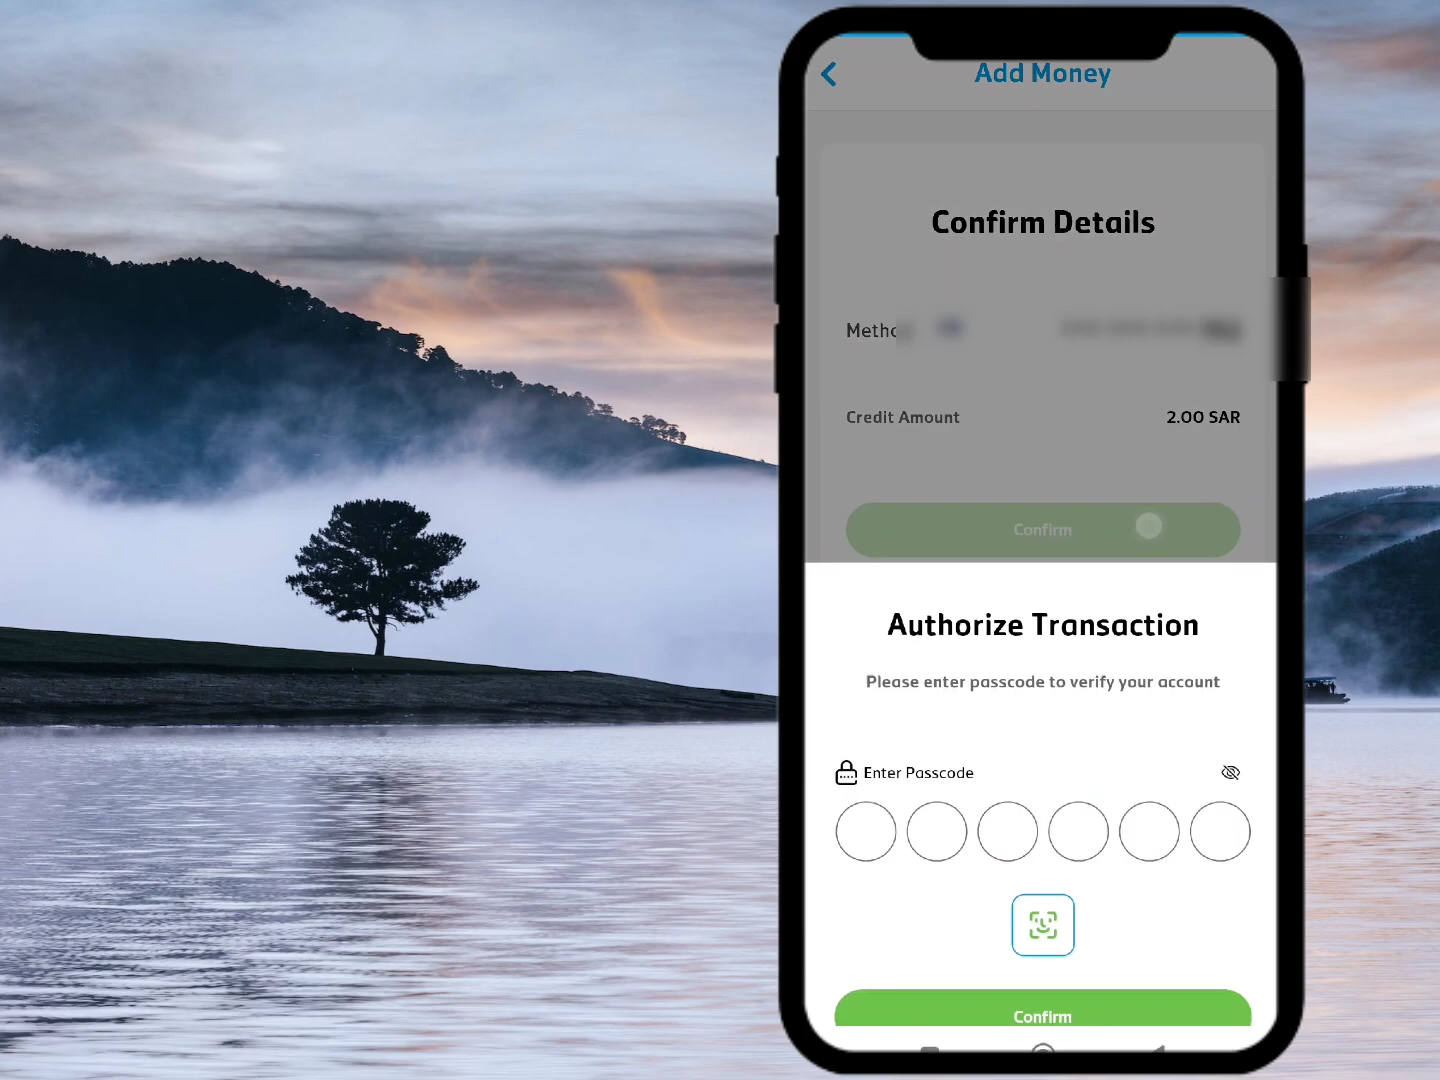 Add Money
Confirm Details
Credit Amount 2.00 SAR
Confirm
Authorize Transaction
Please enter passcode to verify your account
Enter Passcode
Confirm